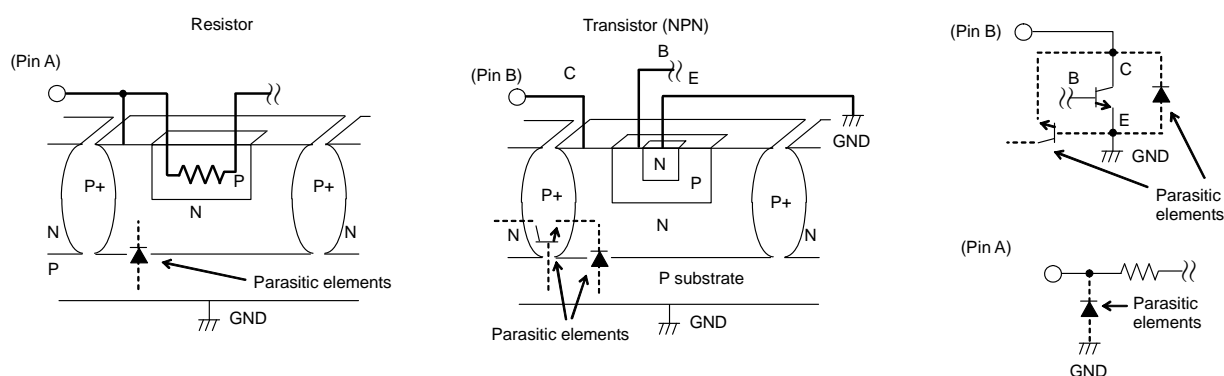 Resistor
(Pin A)
P+
P
P+
N
N
N
P
Parasitic elements
GND
Transistor (NPN)
(Pin B)
C
B
E
GND
N
P+
P
P+
N
N
N
P substrate
GND
Parasitic elements
(Pin B)
C
B
E
GND
Parasitic
elements
(Pin A)
Parasitic
elements
GND